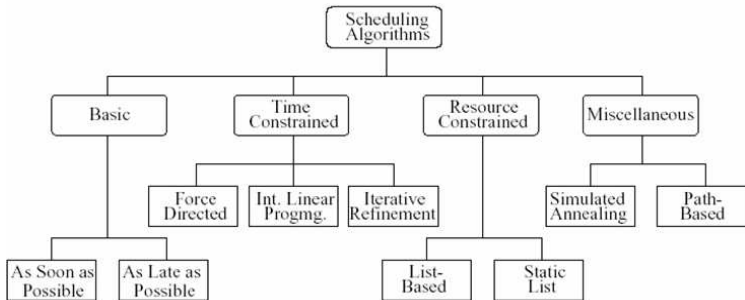 Scheduling
Algorithms
Basic
Time
Constrained
Resource
Constrained
Miscellaneous
Force
Directed
Int. Linear
Progmg.
Iterative
Refinement
Simulated
Annealing
Path-
Based
As Soon as
Possible
As Late as
Possible
List-
Based
Static
List